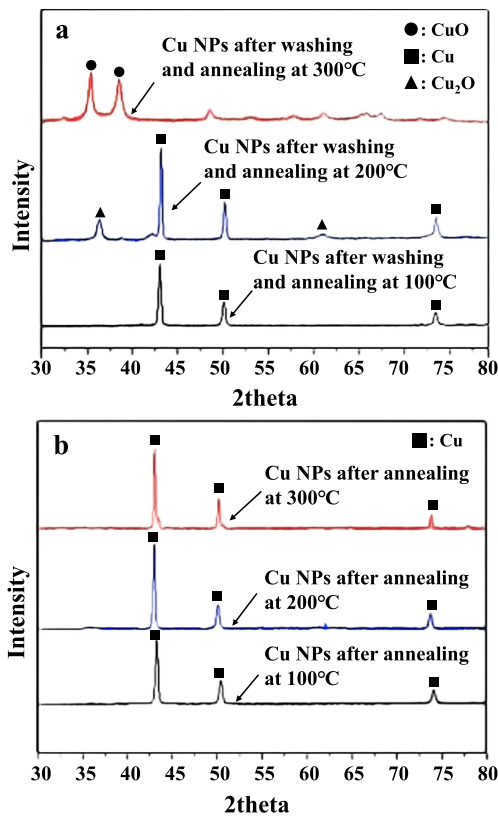 a
●: CuO
■: Cu
▲: Cu₂O
Cu NPs after washing
and annealing at 300℃
Cu NPs after washing
and annealing at 200℃
Cu NPs after washing
and annealing at 100℃
Intensity
30 35 40 45 50 55 60 65 70 75 80
2theta
b
■: Cu
Cu NPs after annealing
at 300℃
Cu NPs after annealing
at 200℃
Cu NPs after annealing
at 100℃
Intensity
30 35 40 45 50 55 60 65 70 75 80
2theta